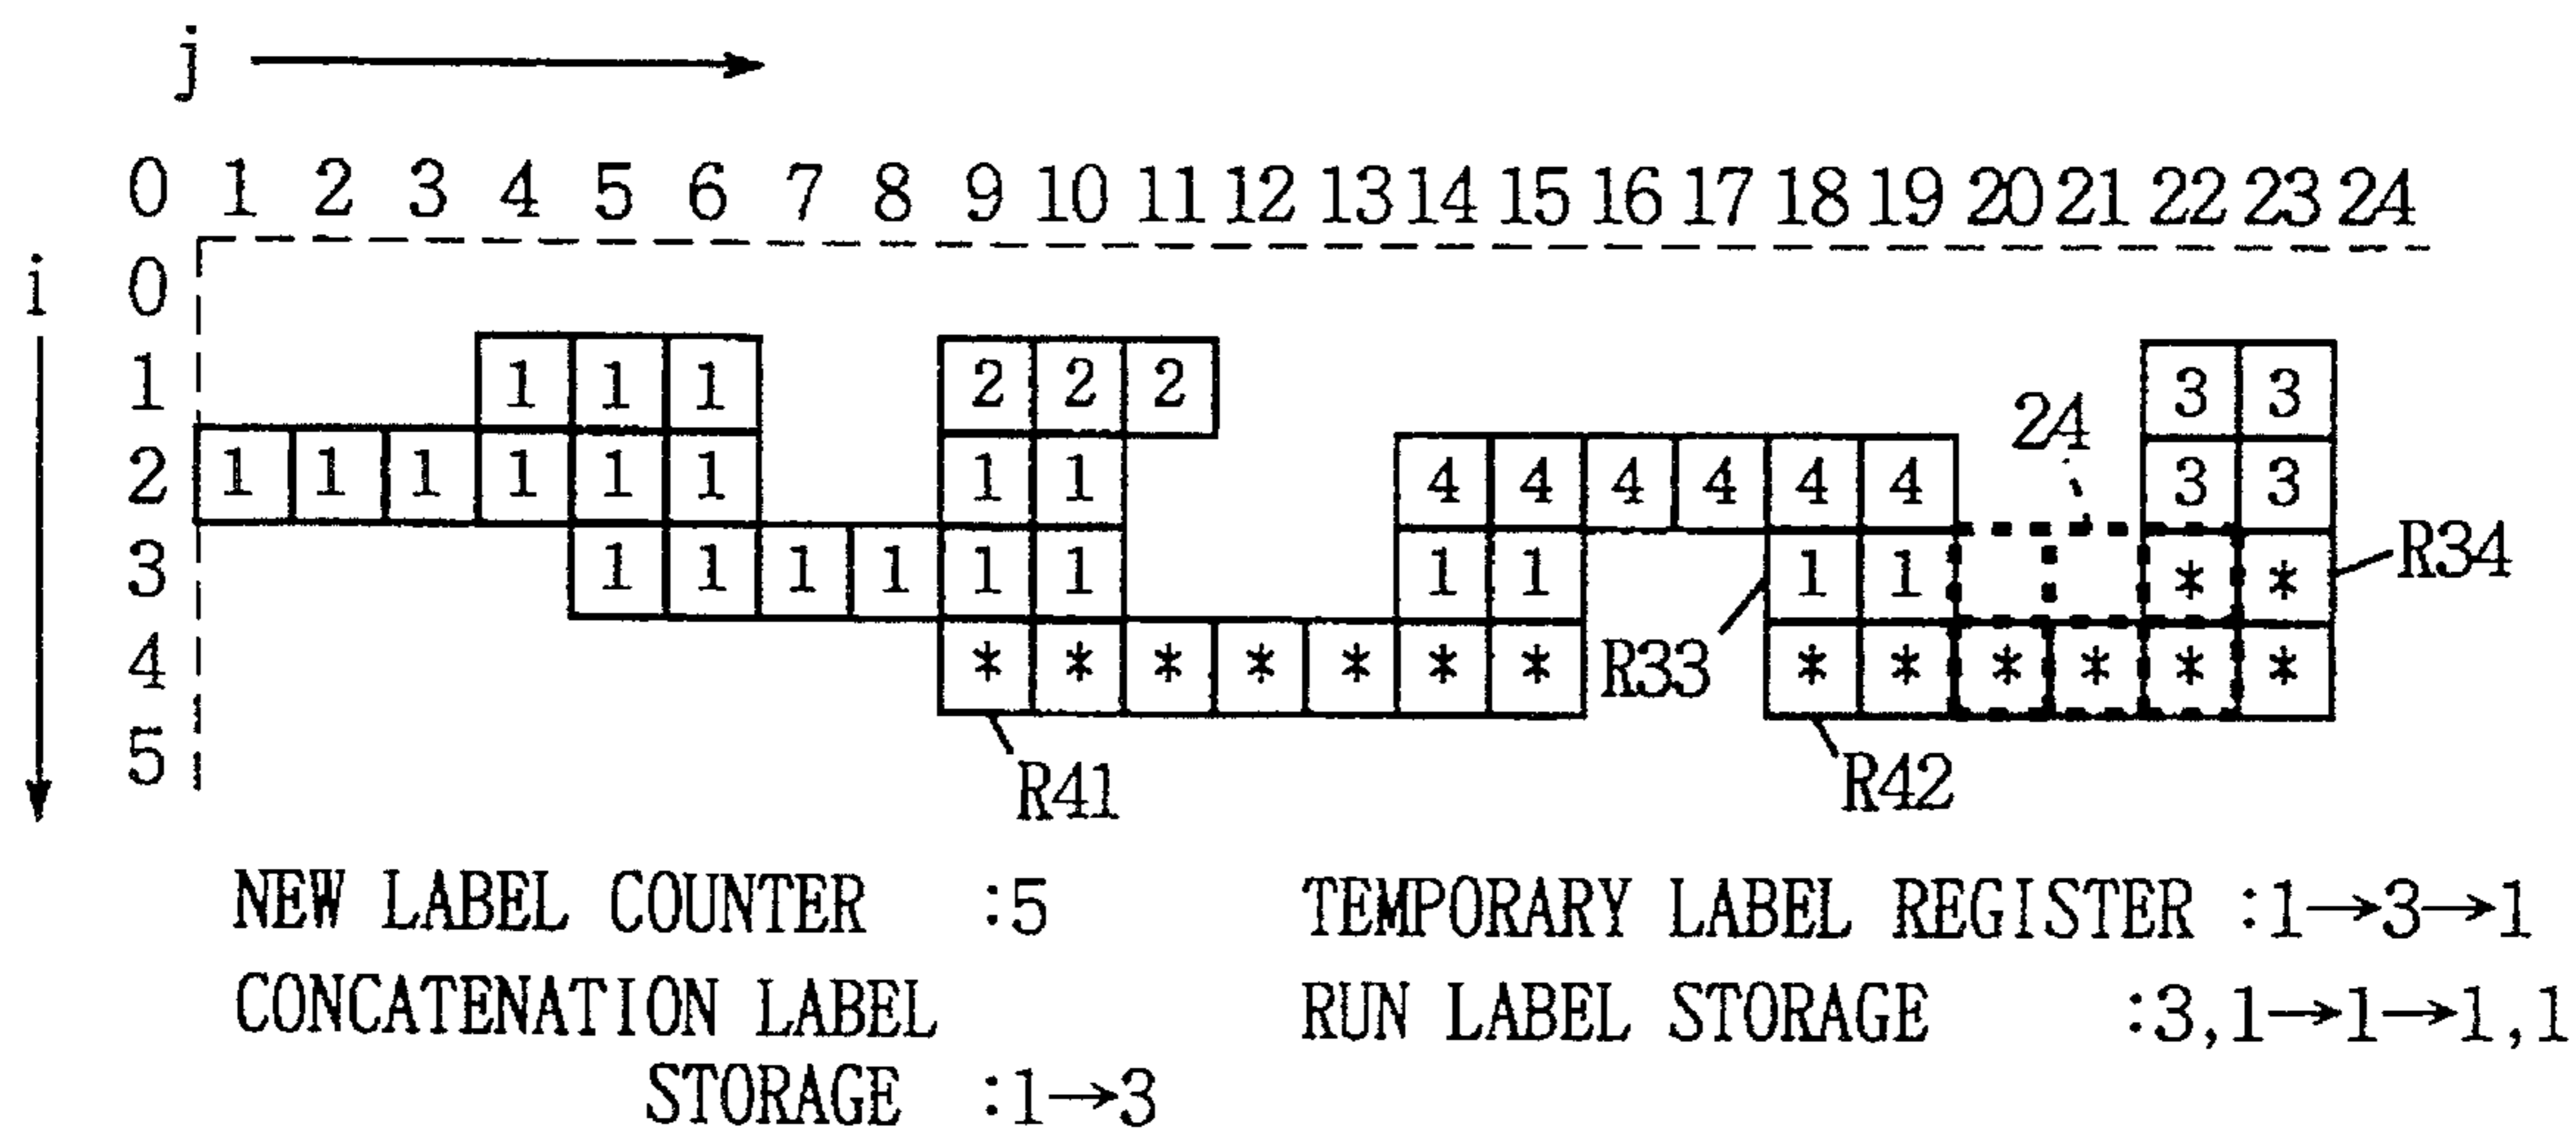 j
0 1 2 3 4 5 6 7 8 9 10 11 12 13 14 15 16 17 18 19 20 21 22 23 24
i 0
1 1 1 1 2 2 2 3 3
24
2 1 1 1 1 1 1 1 1 4 4 4 4 4 4 3 3
3 1 1 1 1 1 1 1 1 1 1 * * R34
4 * * * * * * * R33 * * * * * *
5 R41 R42
NEW LABEL COUNTER :5
CONCATENATION LABEL
STORAGE :1→3
TEMPORARY LABEL REGISTER :1→3→1
RUN LABEL STORAGE :3,1→1→1,1